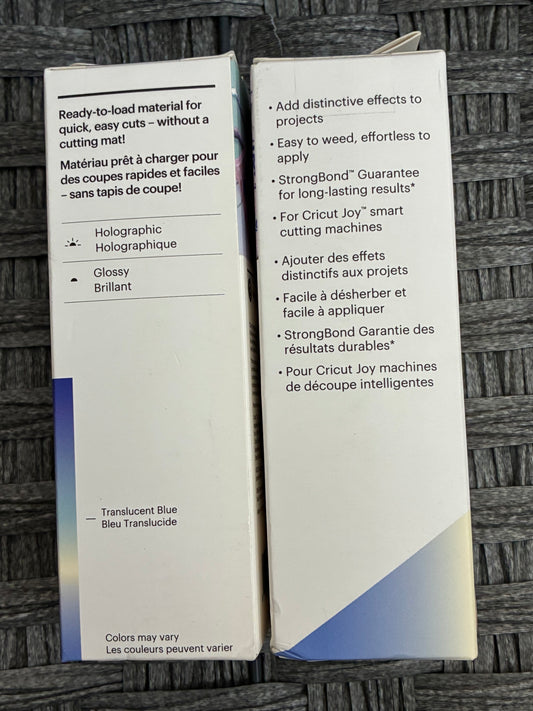 Ready-to-load material for
quick, easy cuts – without a
cutting mat!
Matériau prêt à charger pour
des coupes rapides et faciles
– sans tapis de coupe!
Holographic
Holographique
Glossy
Brillant
Translucent Blue
Bleu Translucide
Colors may vary
Les couleurs peuvent varier
• Add distinctive effects to
projects
• Easy to weed, effortless to
apply
• StrongBond™ Guarantee
for long-lasting results*
• For Cricut Joy™ smart
cutting machines
• Ajouter des effets
distinctifs aux projets
• Facile à désherber et
facile à appliquer
• StrongBond Garantie des
résultats durables*
• Pour Cricut Joy machines
de découpe intelligentes